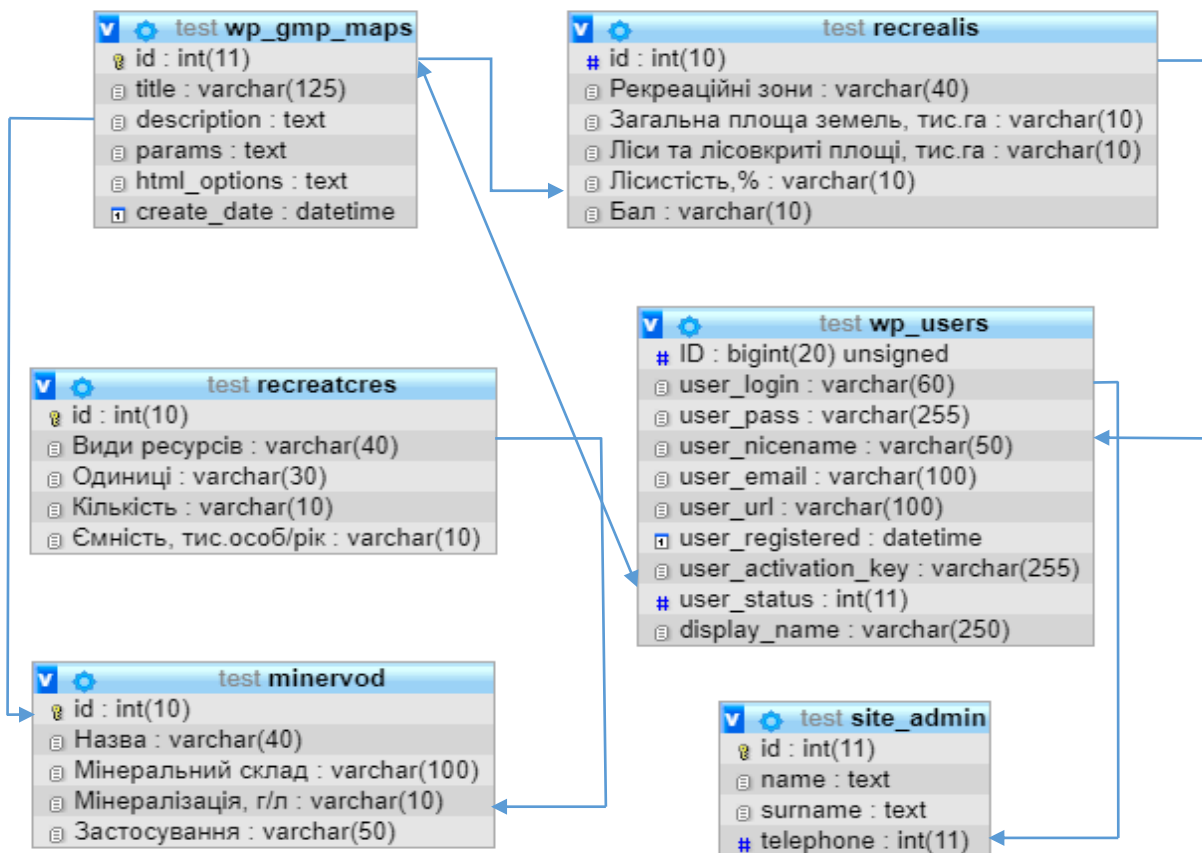 test wp_gmp_maps
id : int(11)
title : varchar(125)
description : text
params : text
html_options : text
create_date : datetime
test recrealis
id : int(10)
Рекреаційні зони : varchar(40)
Загальна площа земель, тис.га : varchar(10)
Ліси та лісовкриті площі, тис.га : varchar(10)
Лісистість,% : varchar(10)
Бал : varchar(10)
test wp_users
ID : bigint(20) unsigned
user_login : varchar(60)
user_pass : varchar(255)
user_nicename : varchar(50)
user_email : varchar(100)
user_url : varchar(100)
user_registered : datetime
user_activation_key : varchar(255)
user_status : int(11)
display_name : varchar(250)
test recreatcres
id : int(10)
Види ресурсів : varchar(40)
Одиниці : varchar(30)
Кількість : varchar(10)
Ємність, тис.особ/рік : varchar(10)
test minervod
id : int(10)
Назва : varchar(40)
Мінеральний склад : varchar(100)
Мінералізація, г/л : varchar(10)
Застосування : varchar(50)
test site_admin
id : int(11)
name : text
surname : text
telephone : int(11)